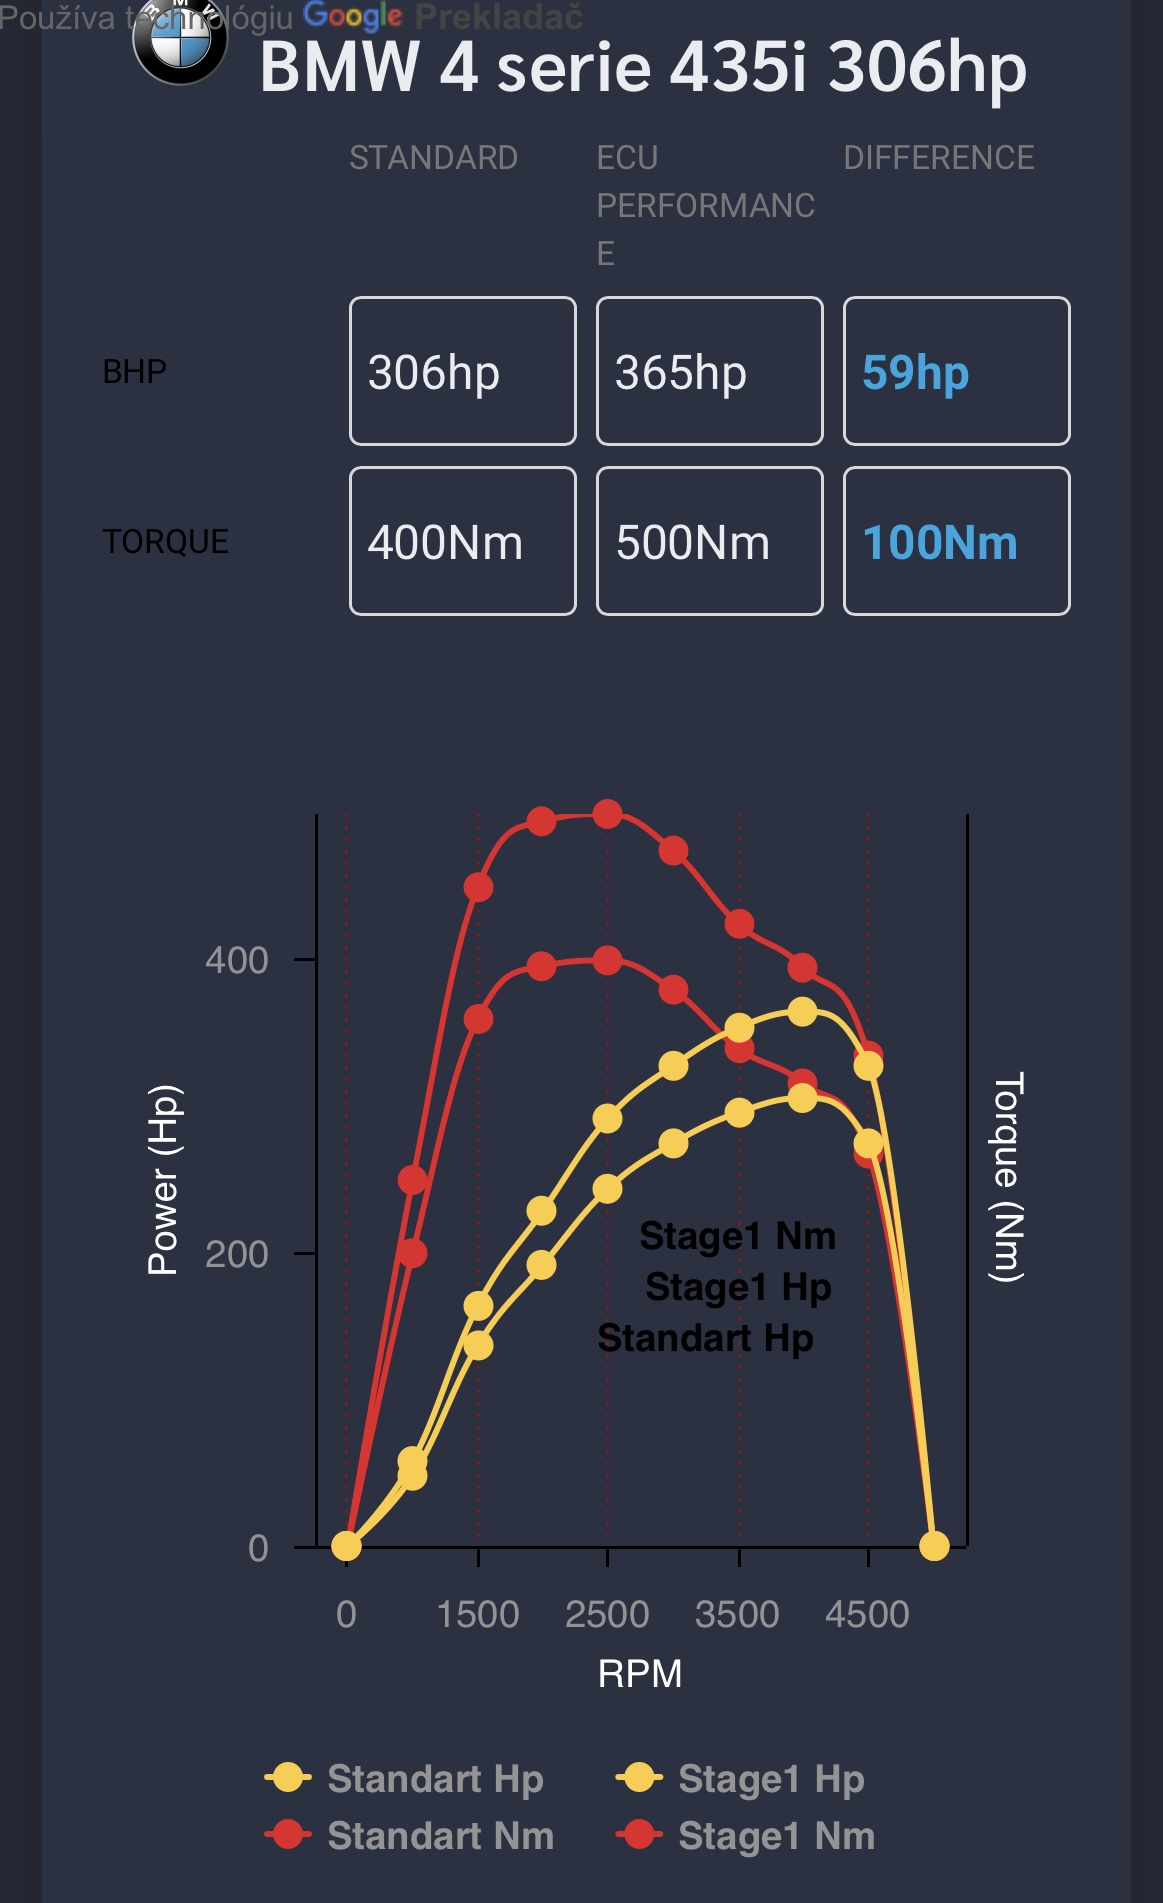 Používa technológiu Google Prekladač
BMW 4 serie 435i 306hp
STANDARD
ECU
PERFORMANC
E
DIFFERENCE
BHP
306hp
365hp
59hp
TORQUE
400Nm
500Nm
100Nm
400
200
0
Power (Hp)
Torque (Nm)
Stage1 Nm
Stage1 Hp
Standart Hp
0 1500 2500 3500 4500
RPM
Standart Hp Stage1 Hp
Standart Nm Stage1 Nm